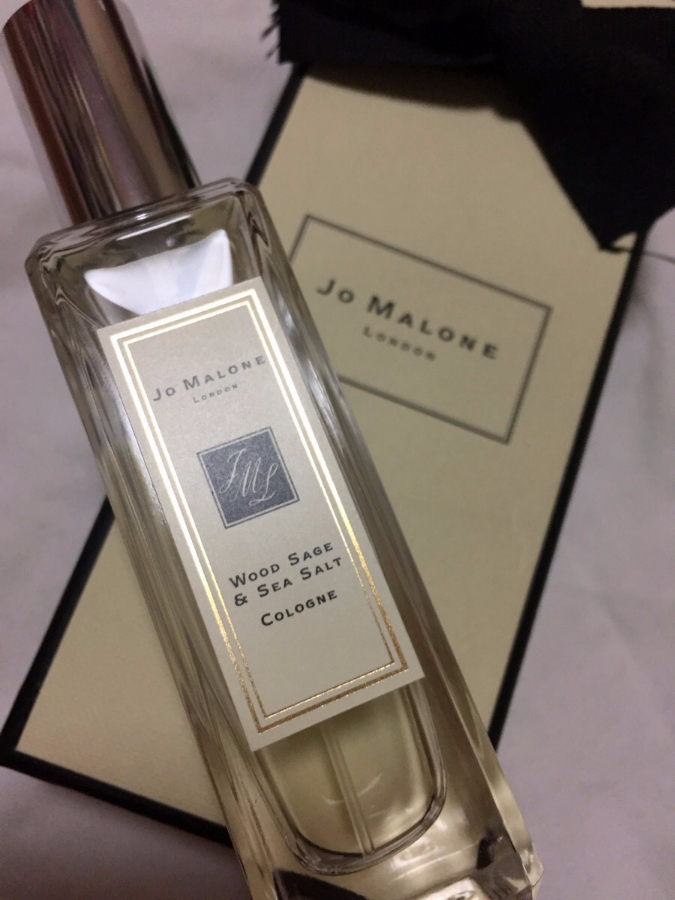 Jo Malone
London
JML
Wood Sage
& Sea Salt
Cologne
Jo Malone
London